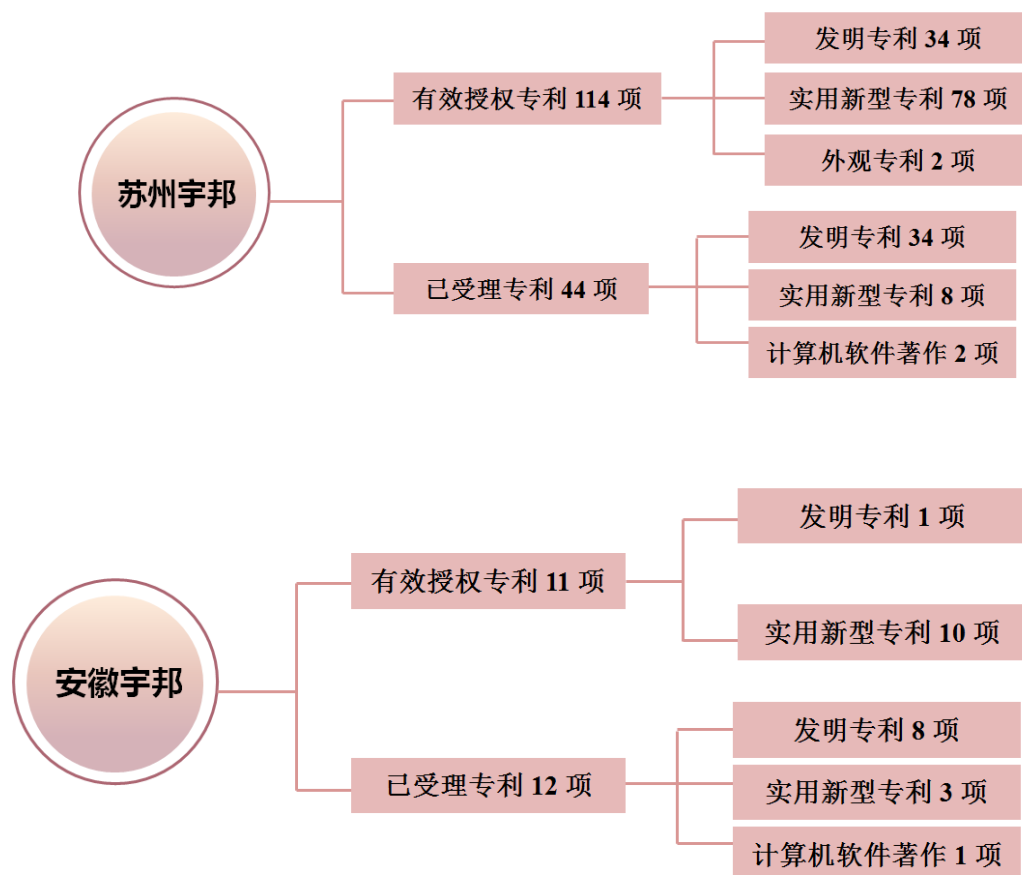 苏州宇邦
有效授权专利 114 项
发明专利 34 项
实用新型专利 78 项
外观专利 2 项
已受理专利 44 项
发明专利 34 项
实用新型专利 8 项
计算机软件著作 2 项
安徽宇邦
有效授权专利 11 项
发明专利 1 项
实用新型专利 10 项
已受理专利 12 项
发明专利 8 项
实用新型专利 3 项
计算机软件著作 1 项